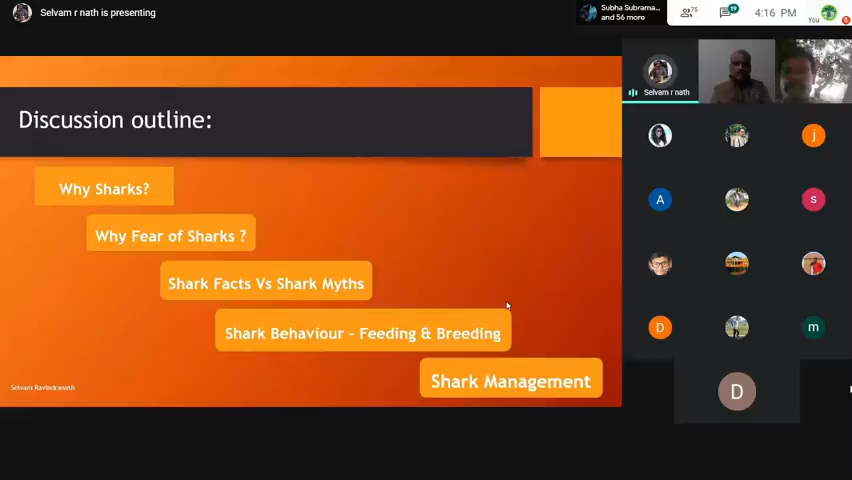 Selvam r nath is presenting
Subha Subrama...
and 56 more
75
77
4:16 PM
You
Discussion outline:
Why Sharks?
Why Fear of Sharks ?
Shark Facts Vs Shark Myths
Shark Behaviour - Feeding & Breeding
Shark Management
Selvam Ravindranath
Selvam r nath
j
A
s
D
m
D